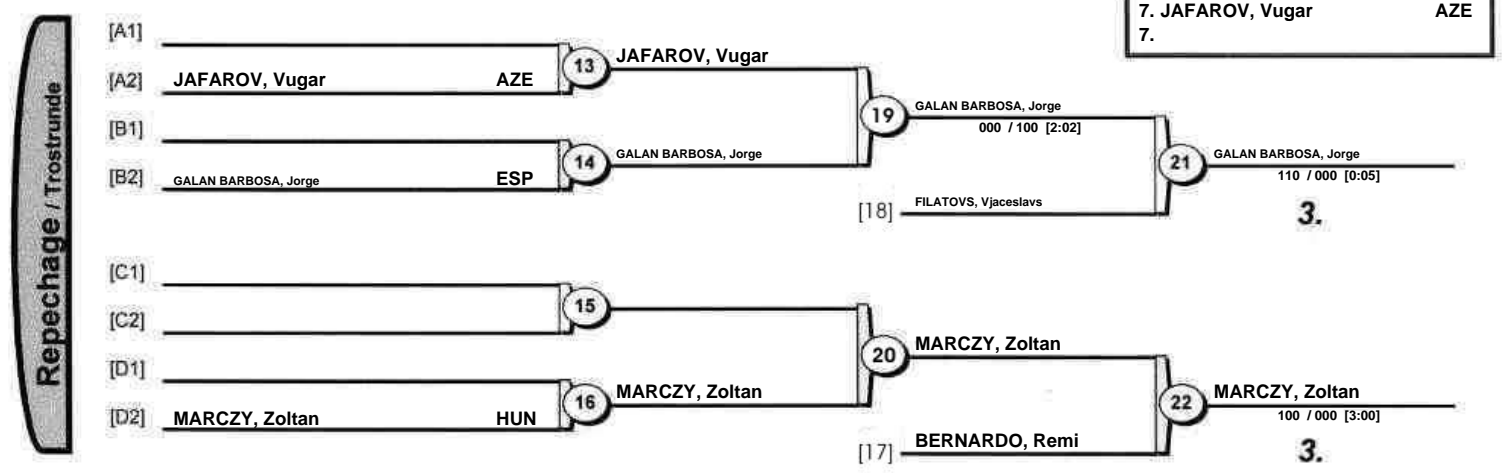 7. JAFAROV, Vugar AZE
7.
Repechage / Trostrunde
[A1]
[A2] JAFAROV, Vugar AZE
13 JAFAROV, Vugar
[B1]
[B2] GALAN BARBOSA, Jorge ESP
14 GALAN BARBOSA, Jorge
19 GALAN BARBOSA, Jorge
000 / 100 [2:02]
[18] FILATOVS, Vjaceslavs
21 GALAN BARBOSA, Jorge
110 / 000 [0:05]
3.
[C1]
[C2]
15
[D1]
[D2] MARCZY, Zoltan HUN
16 MARCZY, Zoltan
20 MARCZY, Zoltan
[17] BERNARDO, Remi
22 MARCZY, Zoltan
100 / 000 [3:00]
3.